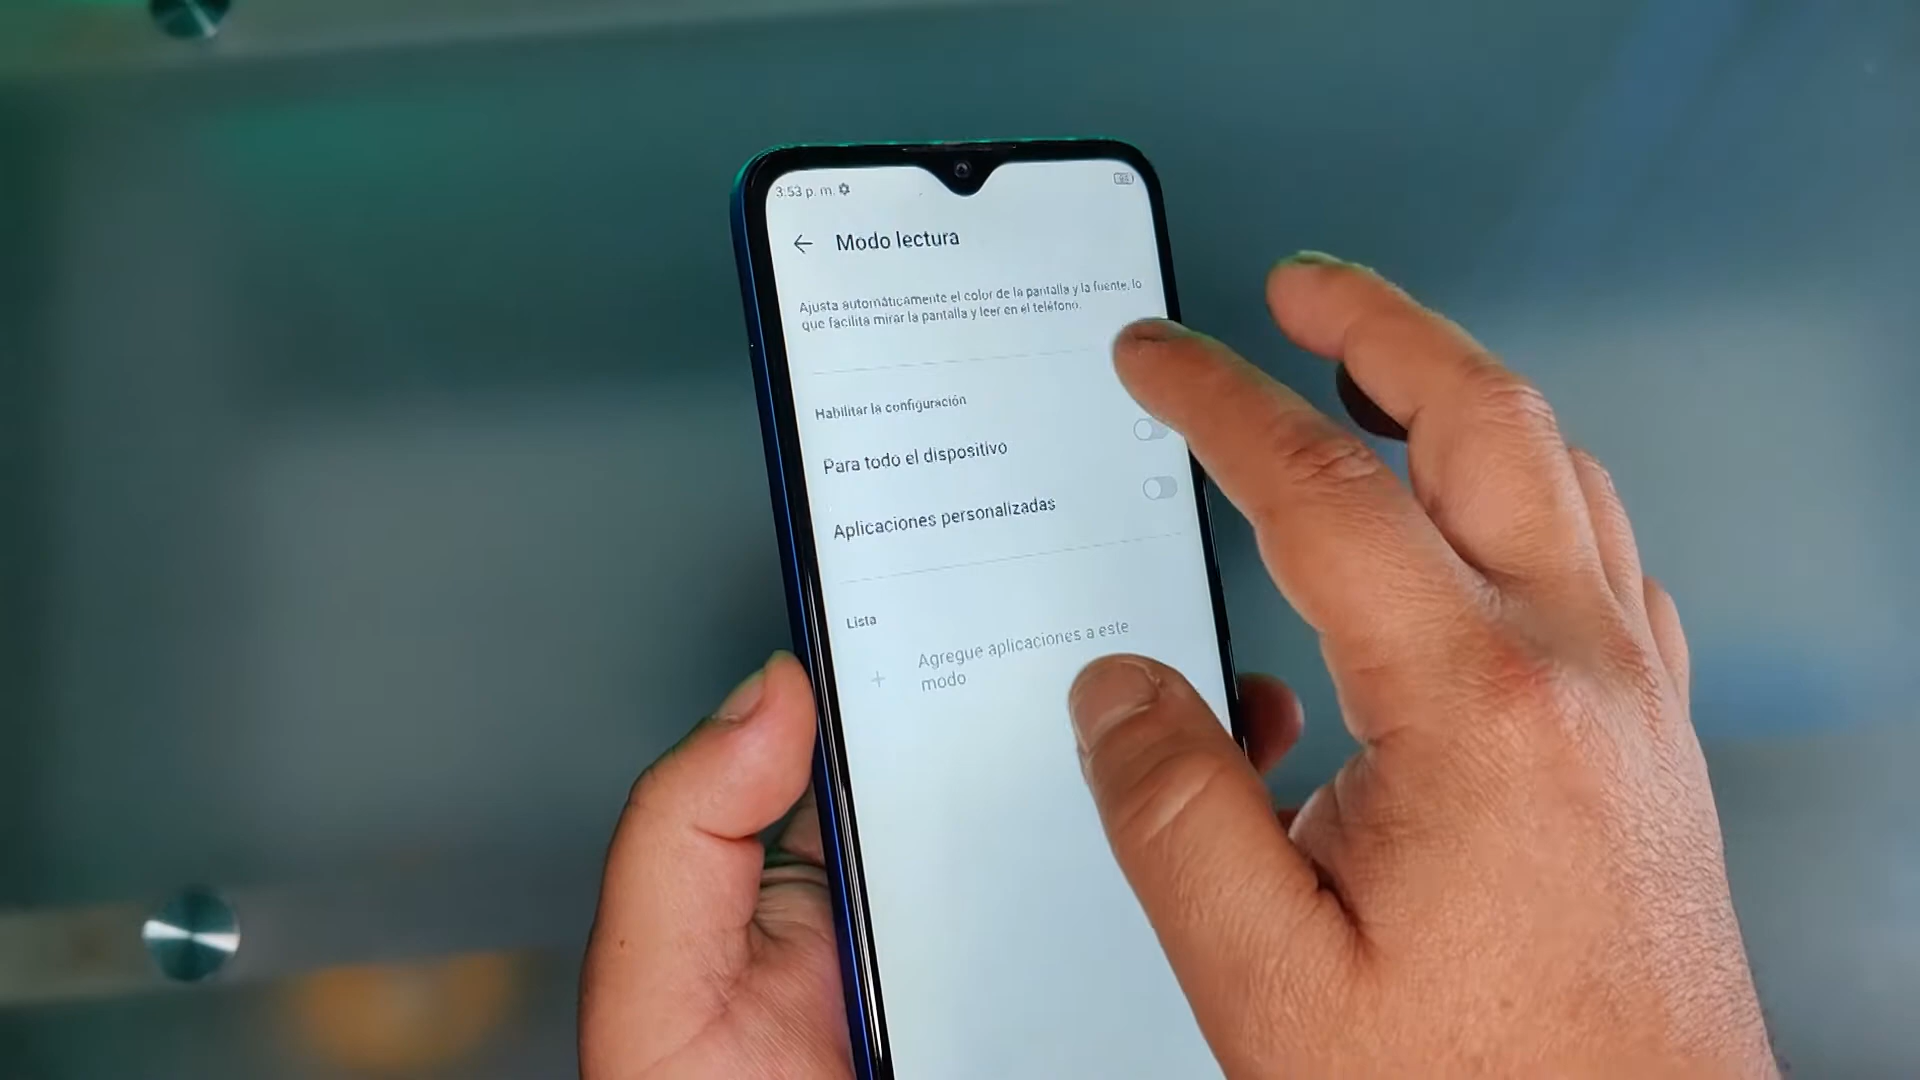 3:53 p. m.
Modo lectura
Ajusta automáticamente el color de la pantalla y la fuente, lo
que facilita mirar la pantalla y leer en el teléfono.
Habilitar la configuración
Para todo el dispositivo
Aplicaciones personalizadas
Lista
+ Agregue aplicaciones a este
modo